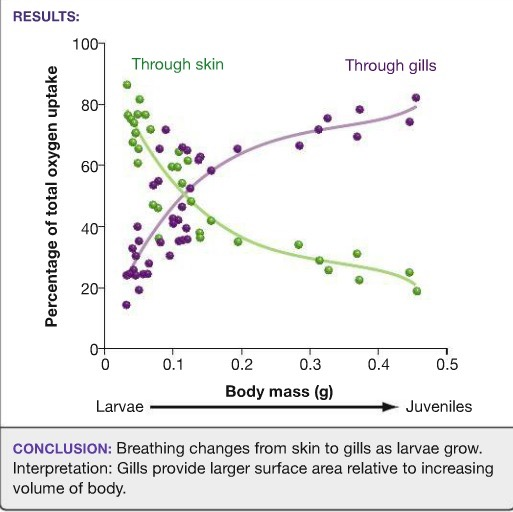 RESULTS:
100
80
60
40
20
0
Percentage of total oxygen uptake
Through skin
Through gills
0
0.1
0.2
0.3
0.4
0.5
Body mass (g)
Larvae
Juveniles
CONCLUSION: Breathing changes from skin to gills as larvae grow.
Interpretation: Gills provide larger surface area relative to increasing
volume of body.